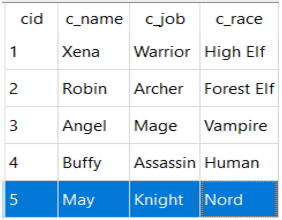 cid c_name c_job c_race
1 Xena Warrior High Elf
2 Robin Archer Forest Elf
3 Angel Mage Vampire
4 Buffy Assassin Human
5 May Knight Nord